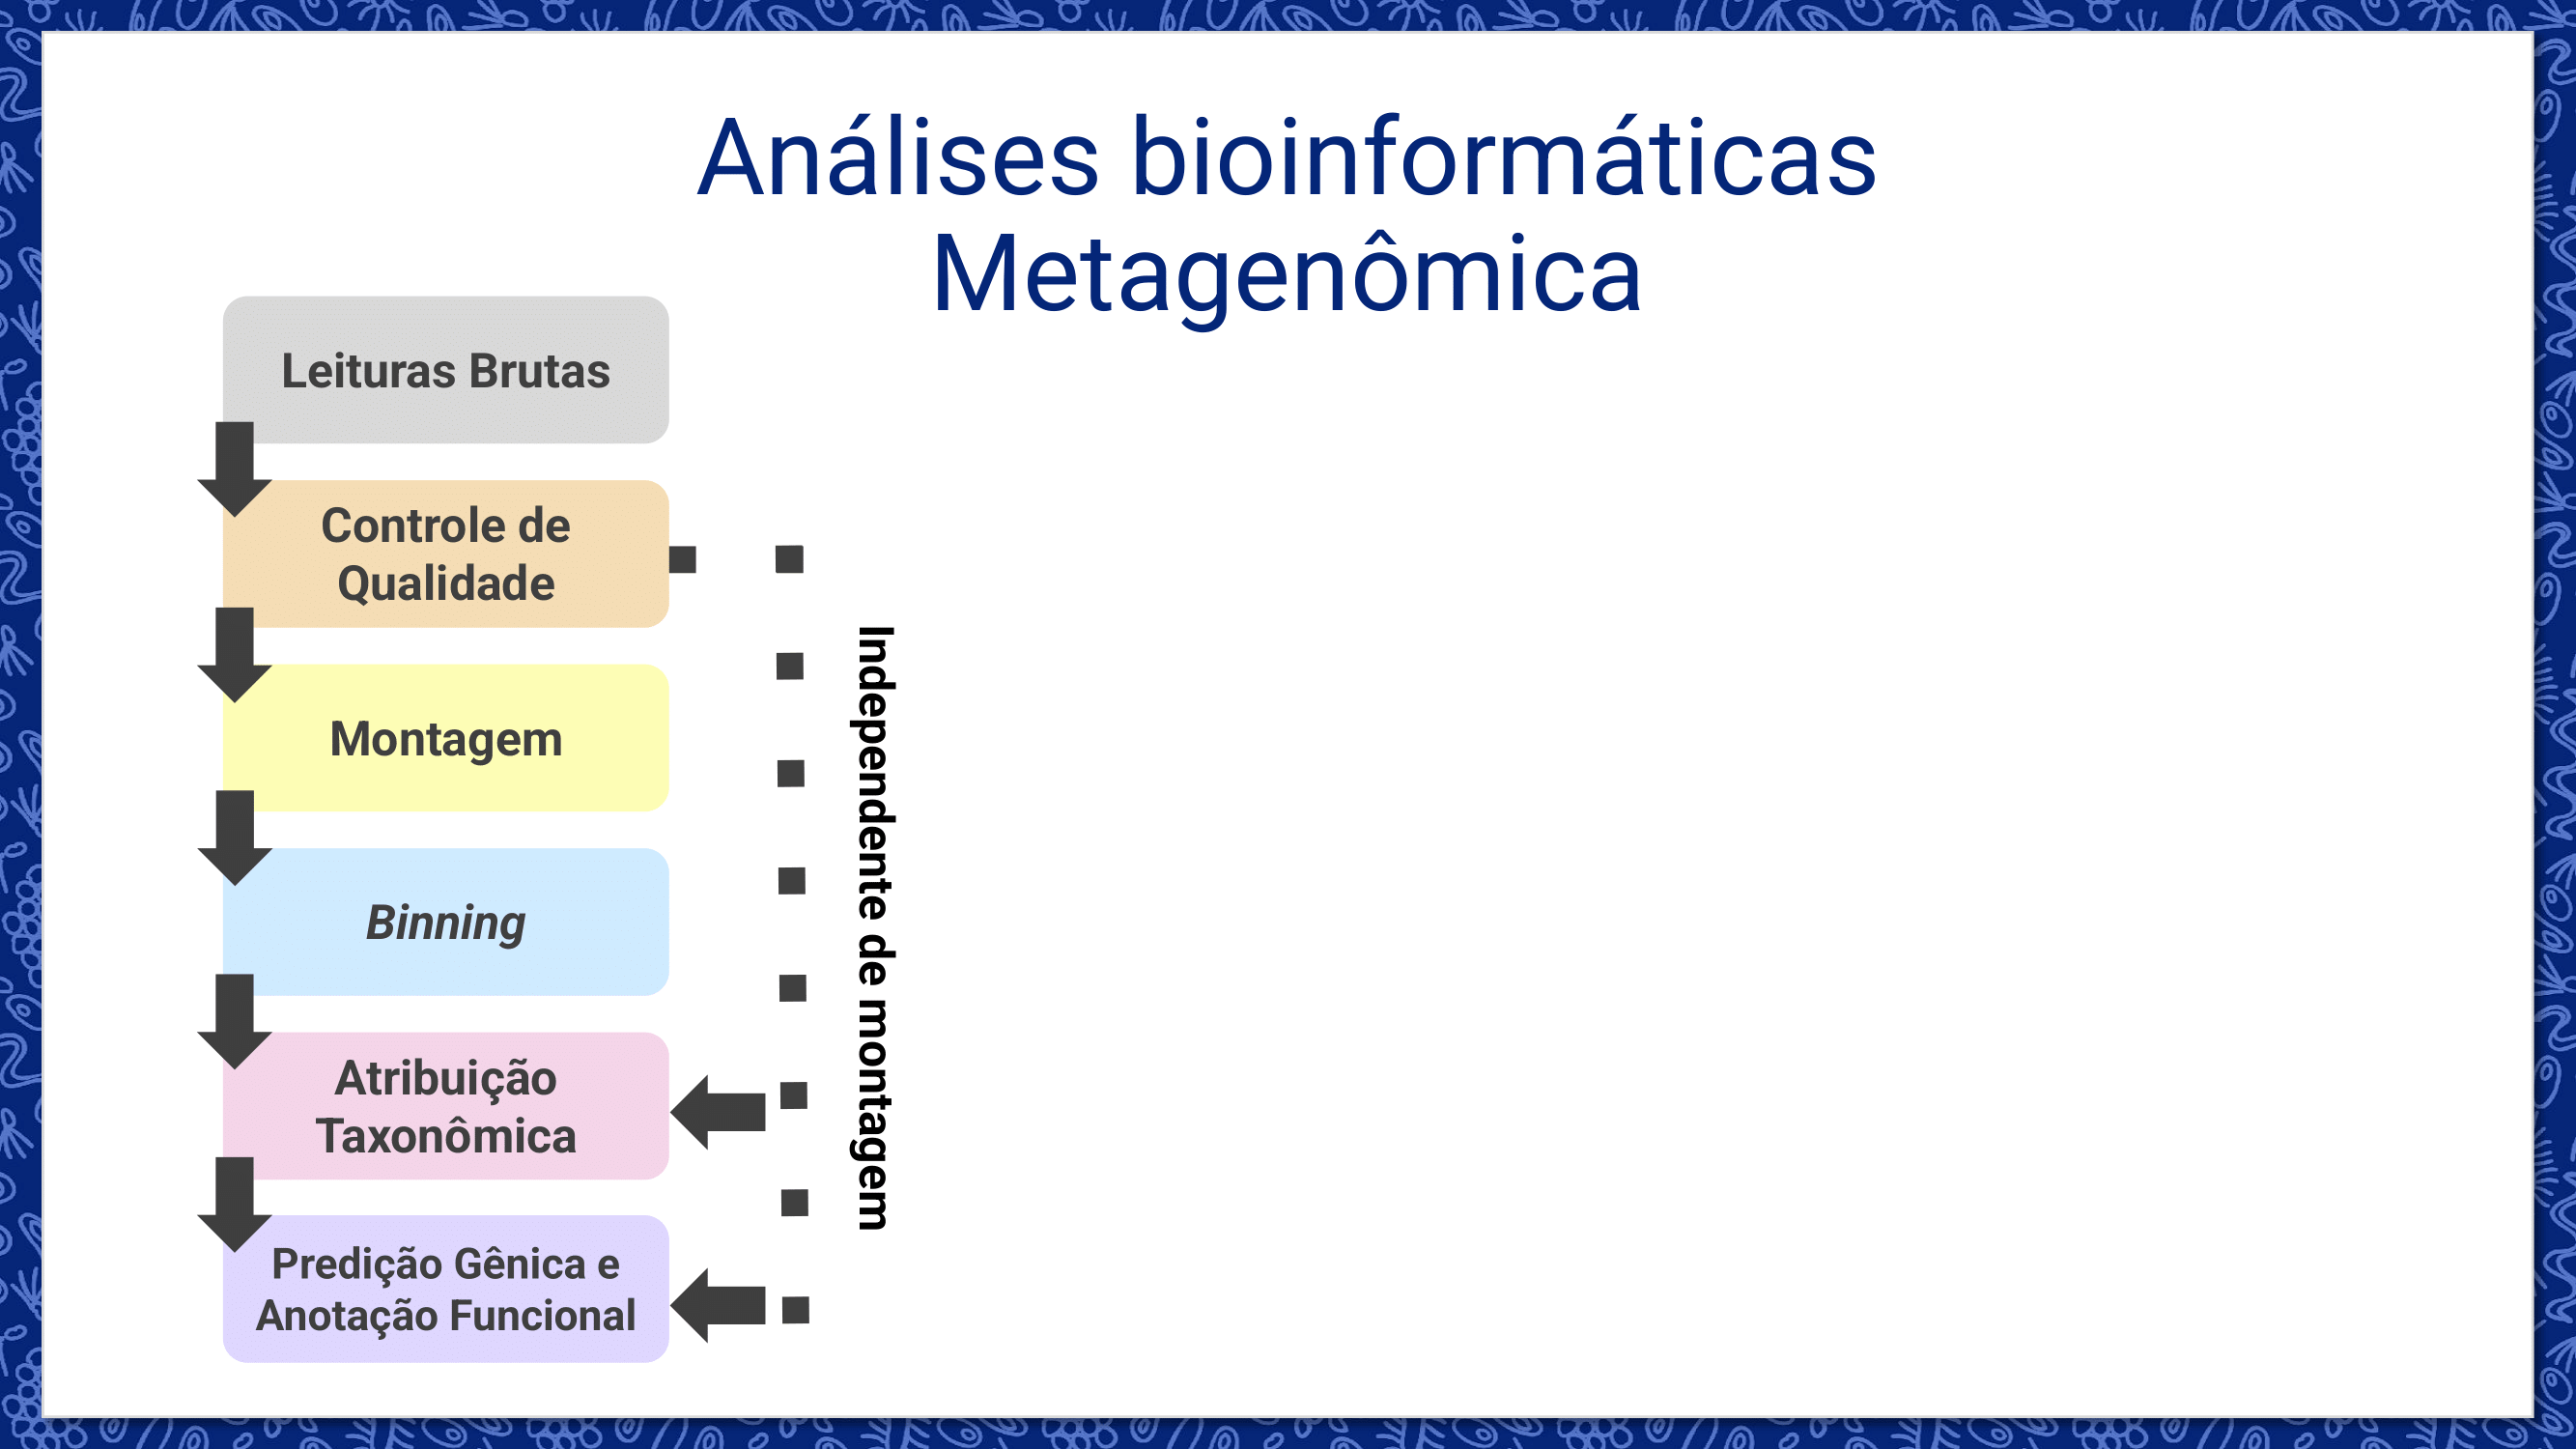 Análises bioinformáticas
Metagenômica
Leituras Brutas
Controle de
Qualidade
Montagem
Binning
Atribuição
Taxonômica
Predição Gênica e
Anotação Funcional
Independente de montagem